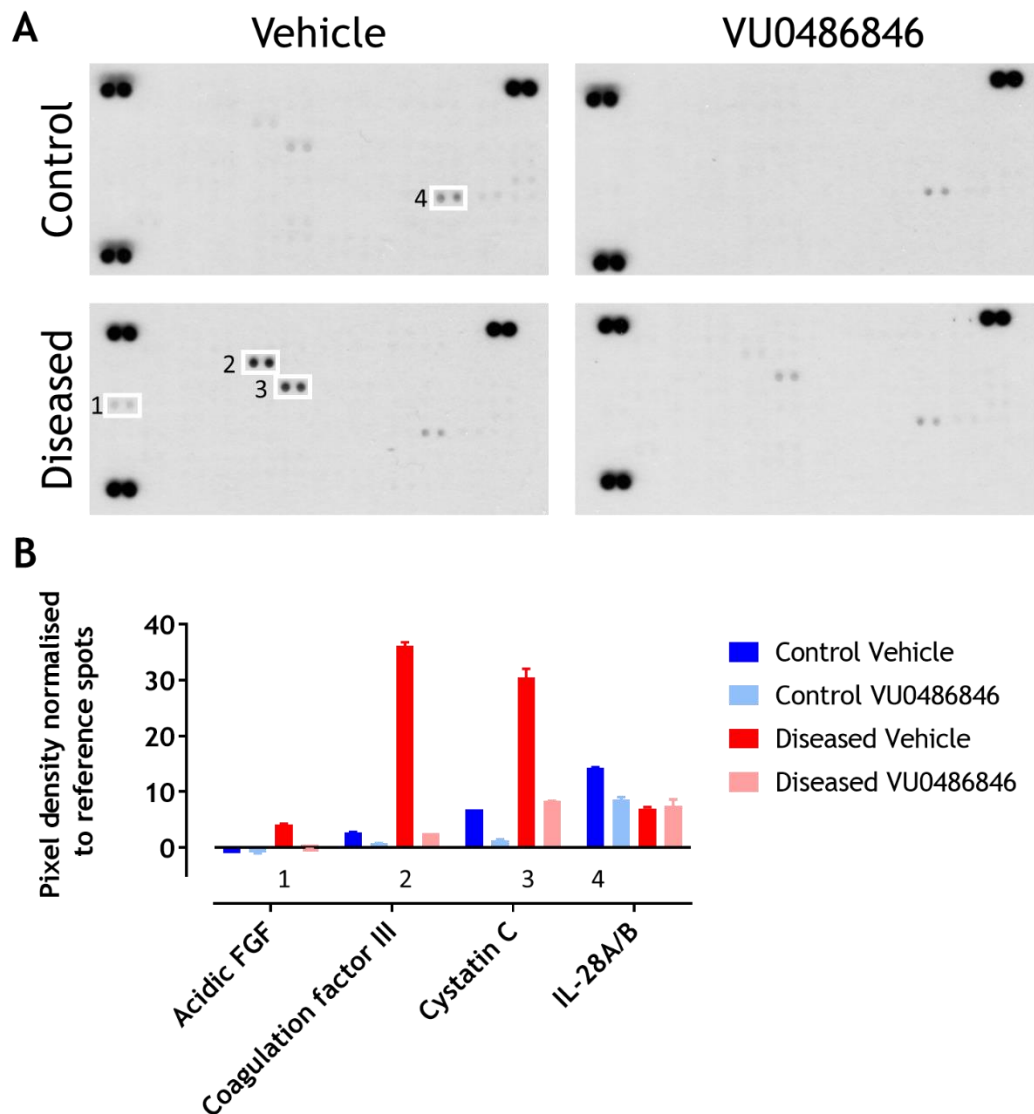 A
Vehicle
VU0486846
Control
4
Diseased
1
2
3
B
Pixel density normalised
to reference spots
40
30
20
10
0
1
2
3
4
Acidic FGF
Coagulation factor III
Cystatin C
IL-28A/B
Control Vehicle
Control VU0486846
Diseased Vehicle
Diseased VU0486846